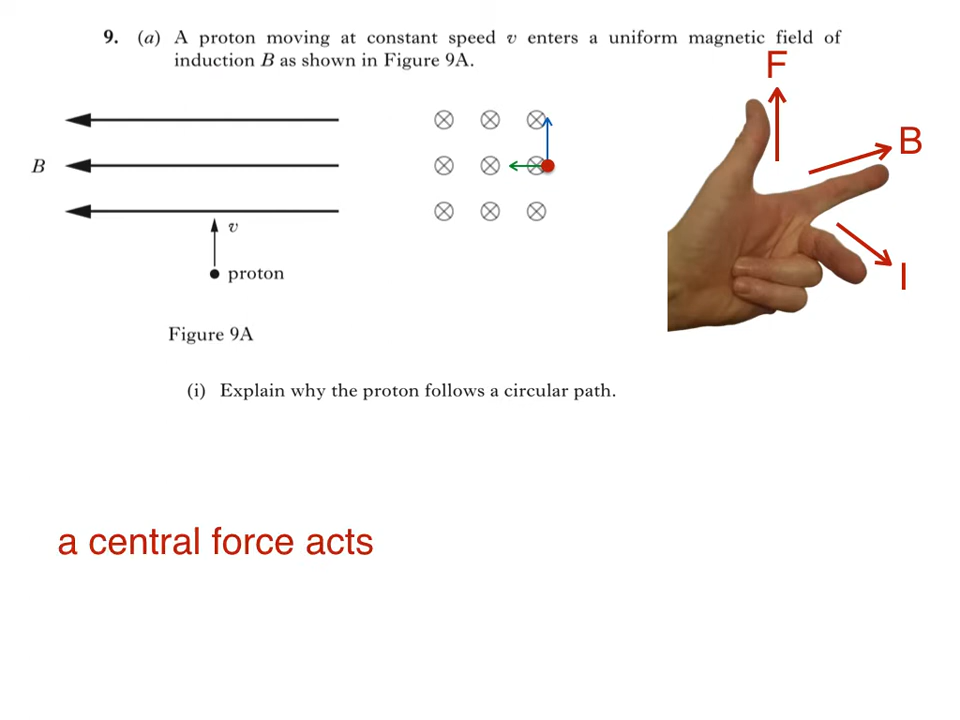 9. (a) A proton moving at constant speed v enters a uniform magnetic field of
induction B as shown in Figure 9A.
F
B
B
v
proton
I
Figure 9A
(i) Explain why the proton follows a circular path.
a central force acts